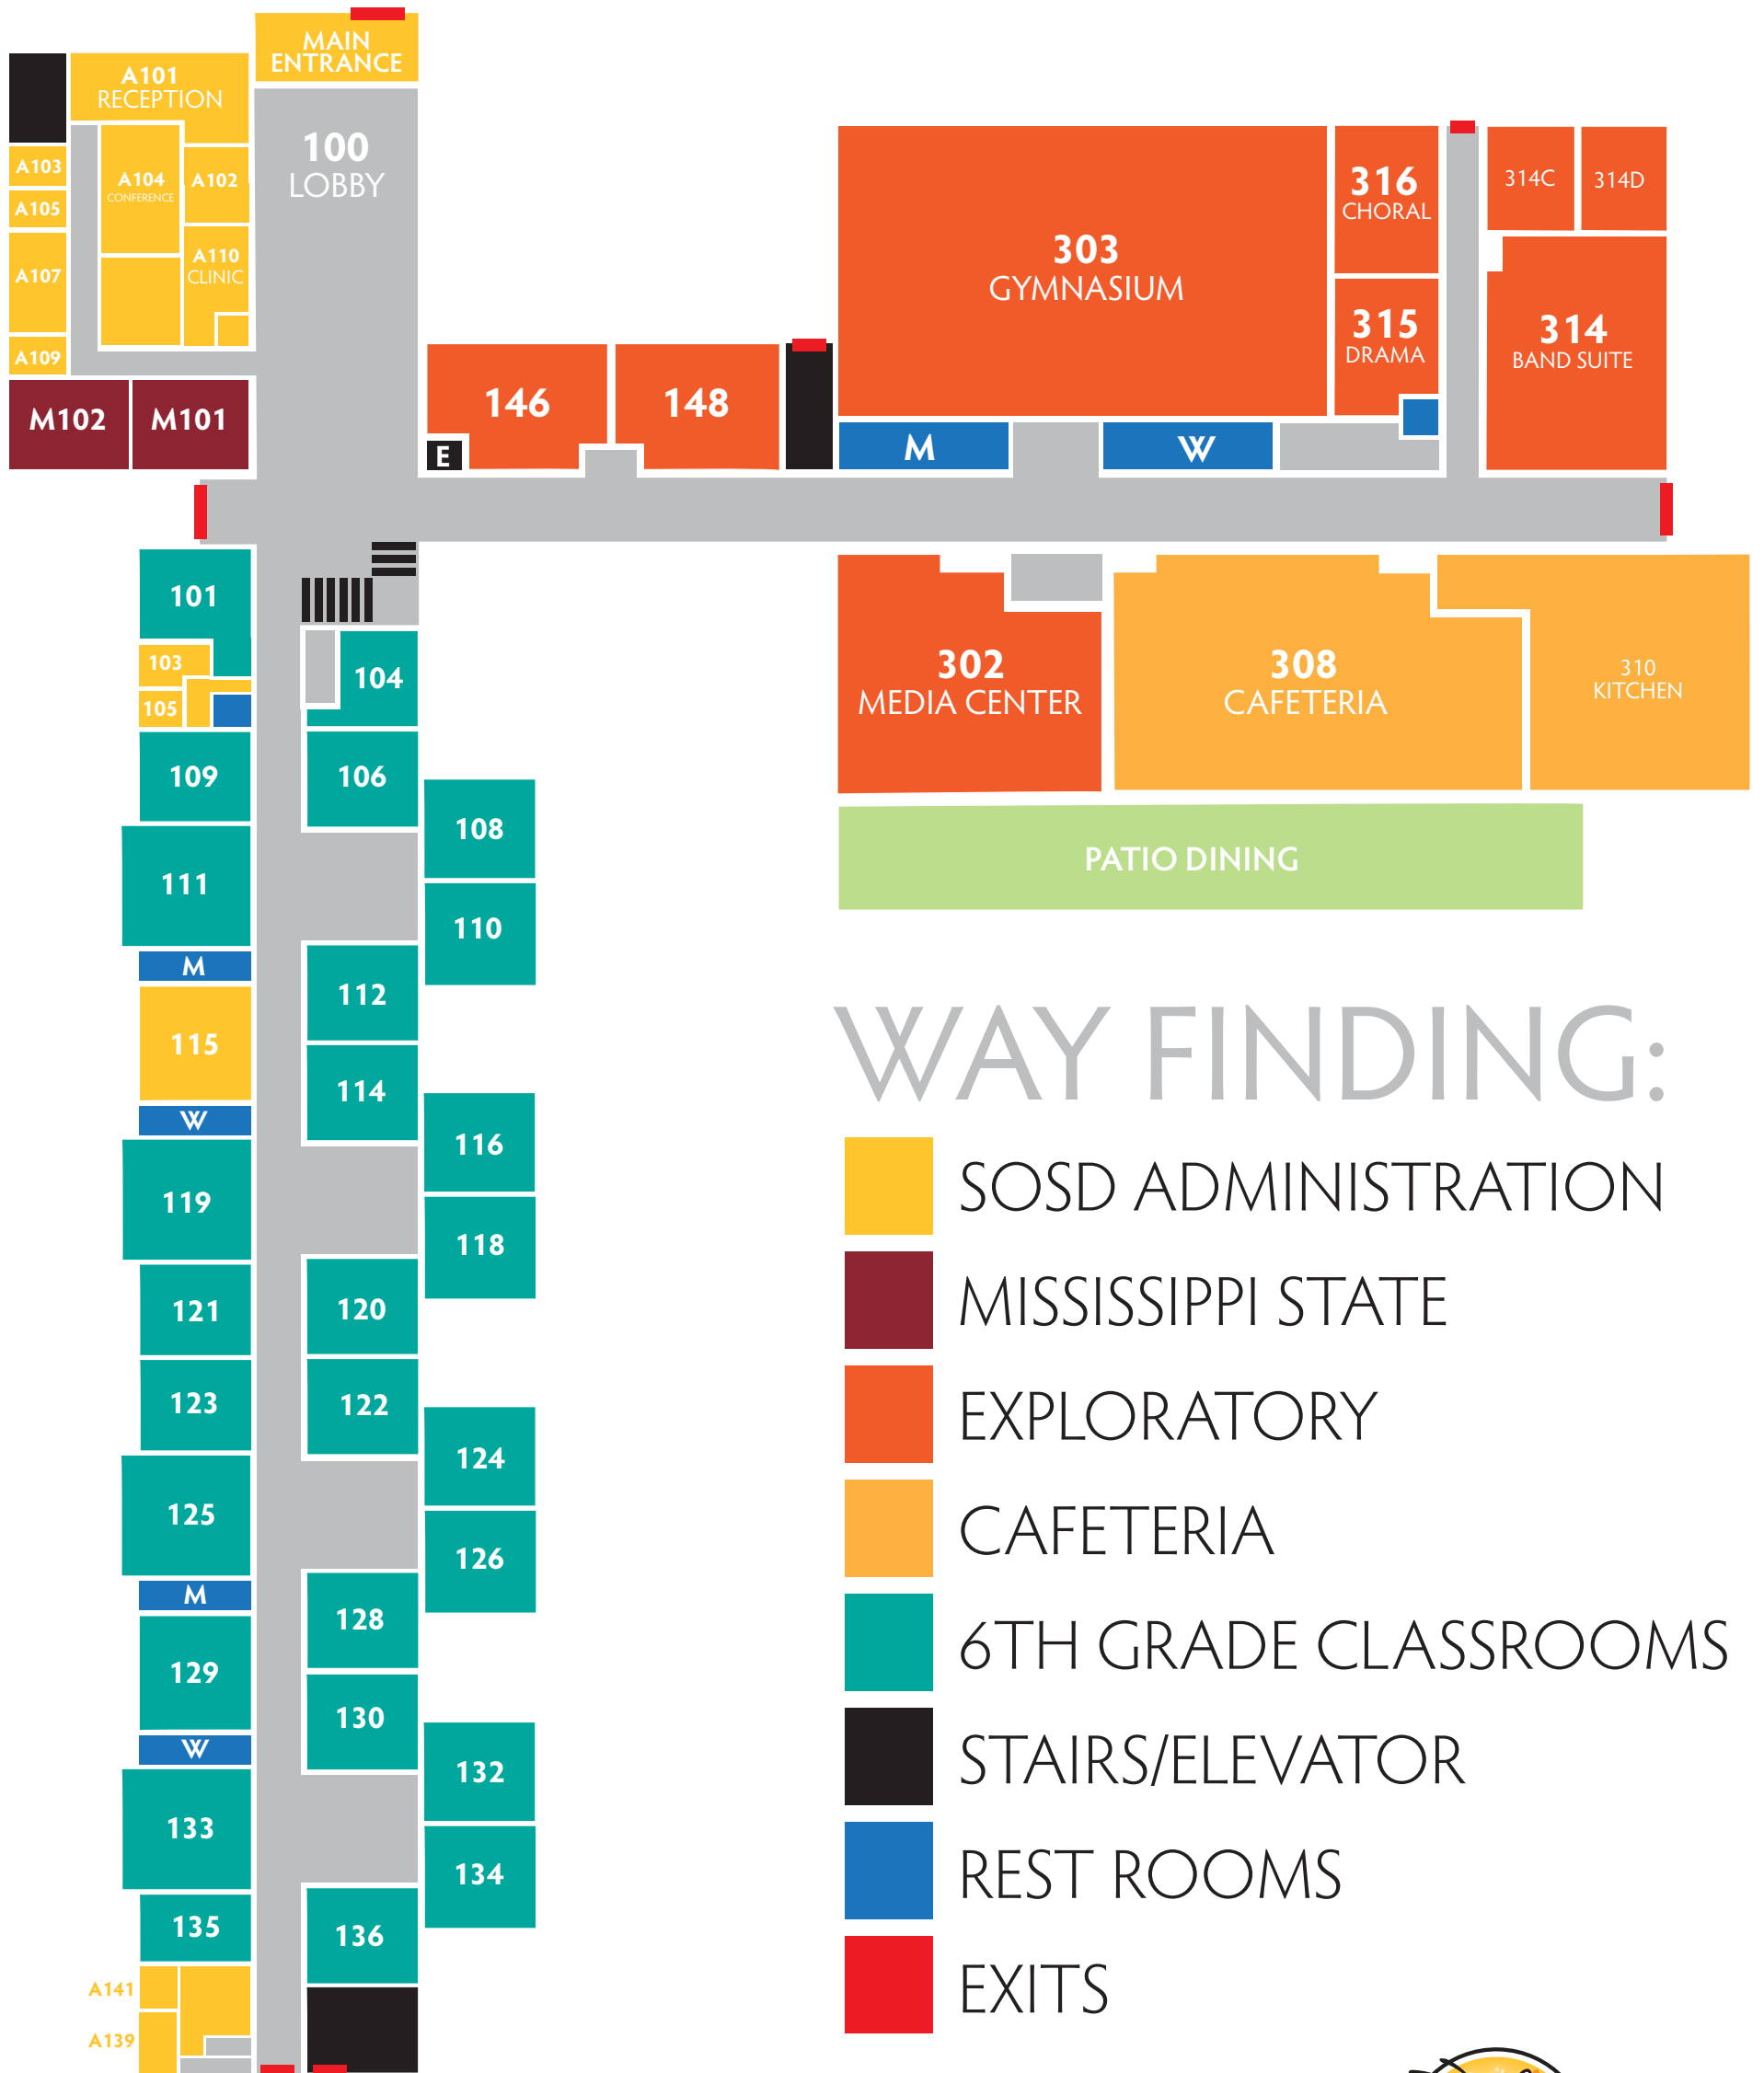 MAIN
ENTRANCE
A101
RECEPTION
100
LOBBY
A103
A104
CONFERENCE
A102
A105
A110
CLINIC
A107
A109
M102
M101
146
148
E
303
GYMNASIUM
316
CHORAL
315
DRAMA
314C
314D
314
BAND SUITE
M
W
101
103
105
104
109
106
108
111
110
M
112
115
114
W
116
119
118
121
120
123
122
124
125
126
M
128
129
130
W
132
133
134
135
136
A141
A139
302
MEDIA CENTER
308
CAFETERIA
310
KITCHEN
PATIO DINING
WAY FINDING:
SOSD ADMINISTRATION
MISSISSIPPI STATE
EXPLORATORY
CAFETERIA
6TH GRADE CLASSROOMS
STAIRS/ELEVATOR
REST ROOMS
EXITS